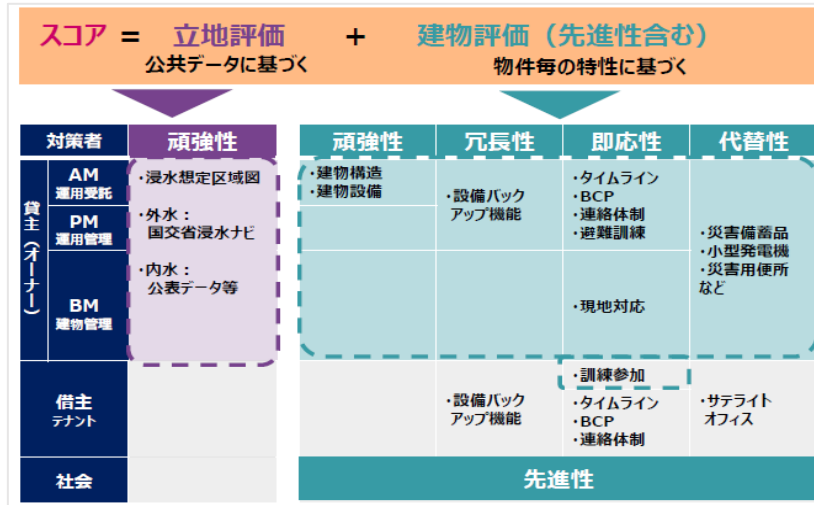 スコア = 立地評価 + 建物評価（先進性含む）
公共データに基づく 物件毎の特性に基づく
対策者 頑強性 頑強性 冗長性 即応性 代替性
貸主（オーナー）
AM
運用受託
PM
運用管理
BM
建物管理
・浸水想定区域図
・外水：
国交省浸水ナビ
・内水：
公表データ等
・建物構造
・建物設備
・設備バック
アップ機能
・タイムライン
・BCP
・連絡体制
・避難訓練
・現地対応
・災害備蓄品
・小型発電機
・災害用便所
など
借主
テナント
・設備バック
アップ機能
・訓練参加
・タイムライン
・BCP
・連絡体制
・サテライト
オフィス
社会
先進性